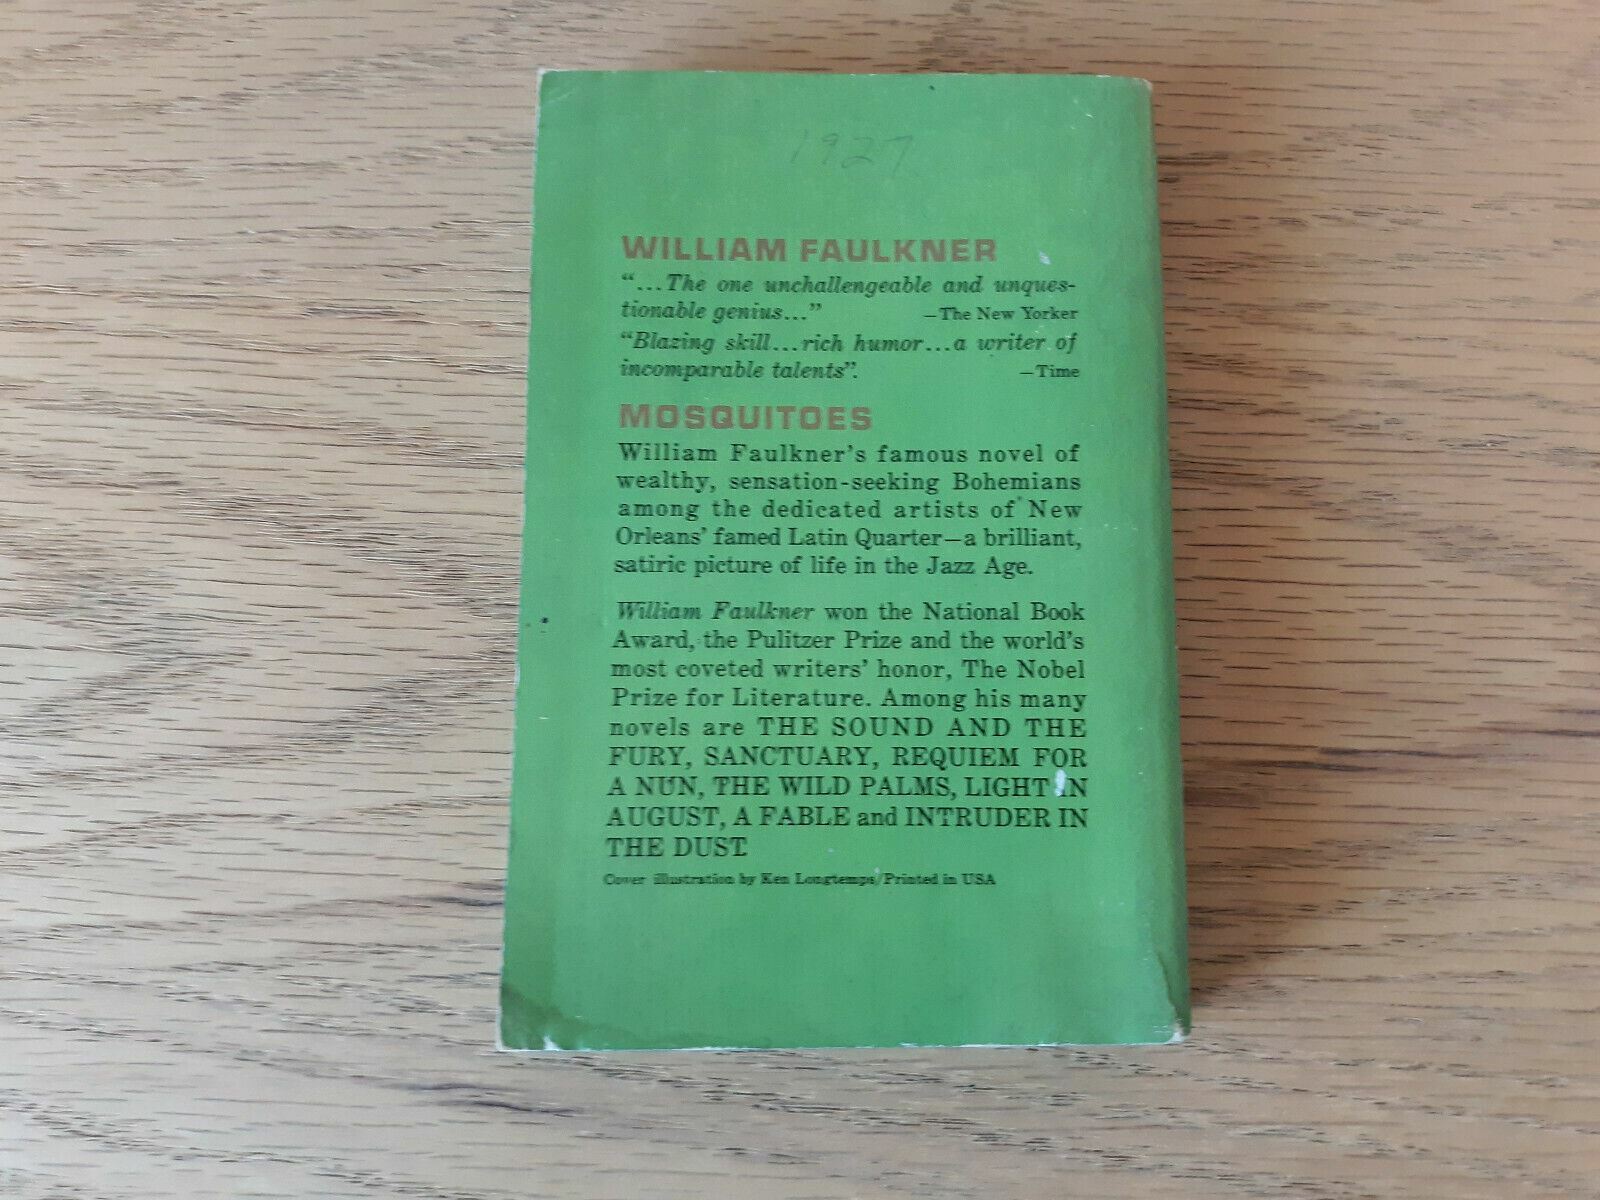 1927
WILLIAM FAULKNER
"...The one unchallengeable and unques-
tionable genius..." —The New Yorker
"Blazing skill...rich humor...a writer of
incomparable talents". —Time
MOSQUITOES
William Faulkner's famous novel of
wealthy, sensation-seeking Bohemians
among the dedicated artists of New
Orleans' famed Latin Quarter—a brilliant,
satiric picture of life in the Jazz Age.
William Faulkner won the National Book
Award, the Pulitzer Prize and the world's
most coveted writers' honor, The Nobel
Prize for Literature. Among his many
novels are THE SOUND AND THE
FURY, SANCTUARY, REQUIEM FOR
A NUN, THE WILD PALMS, LIGHT IN
AUGUST, A FABLE and INTRUDER IN
THE DUST.
Cover illustration by Ken Longtemps/Printed in USA